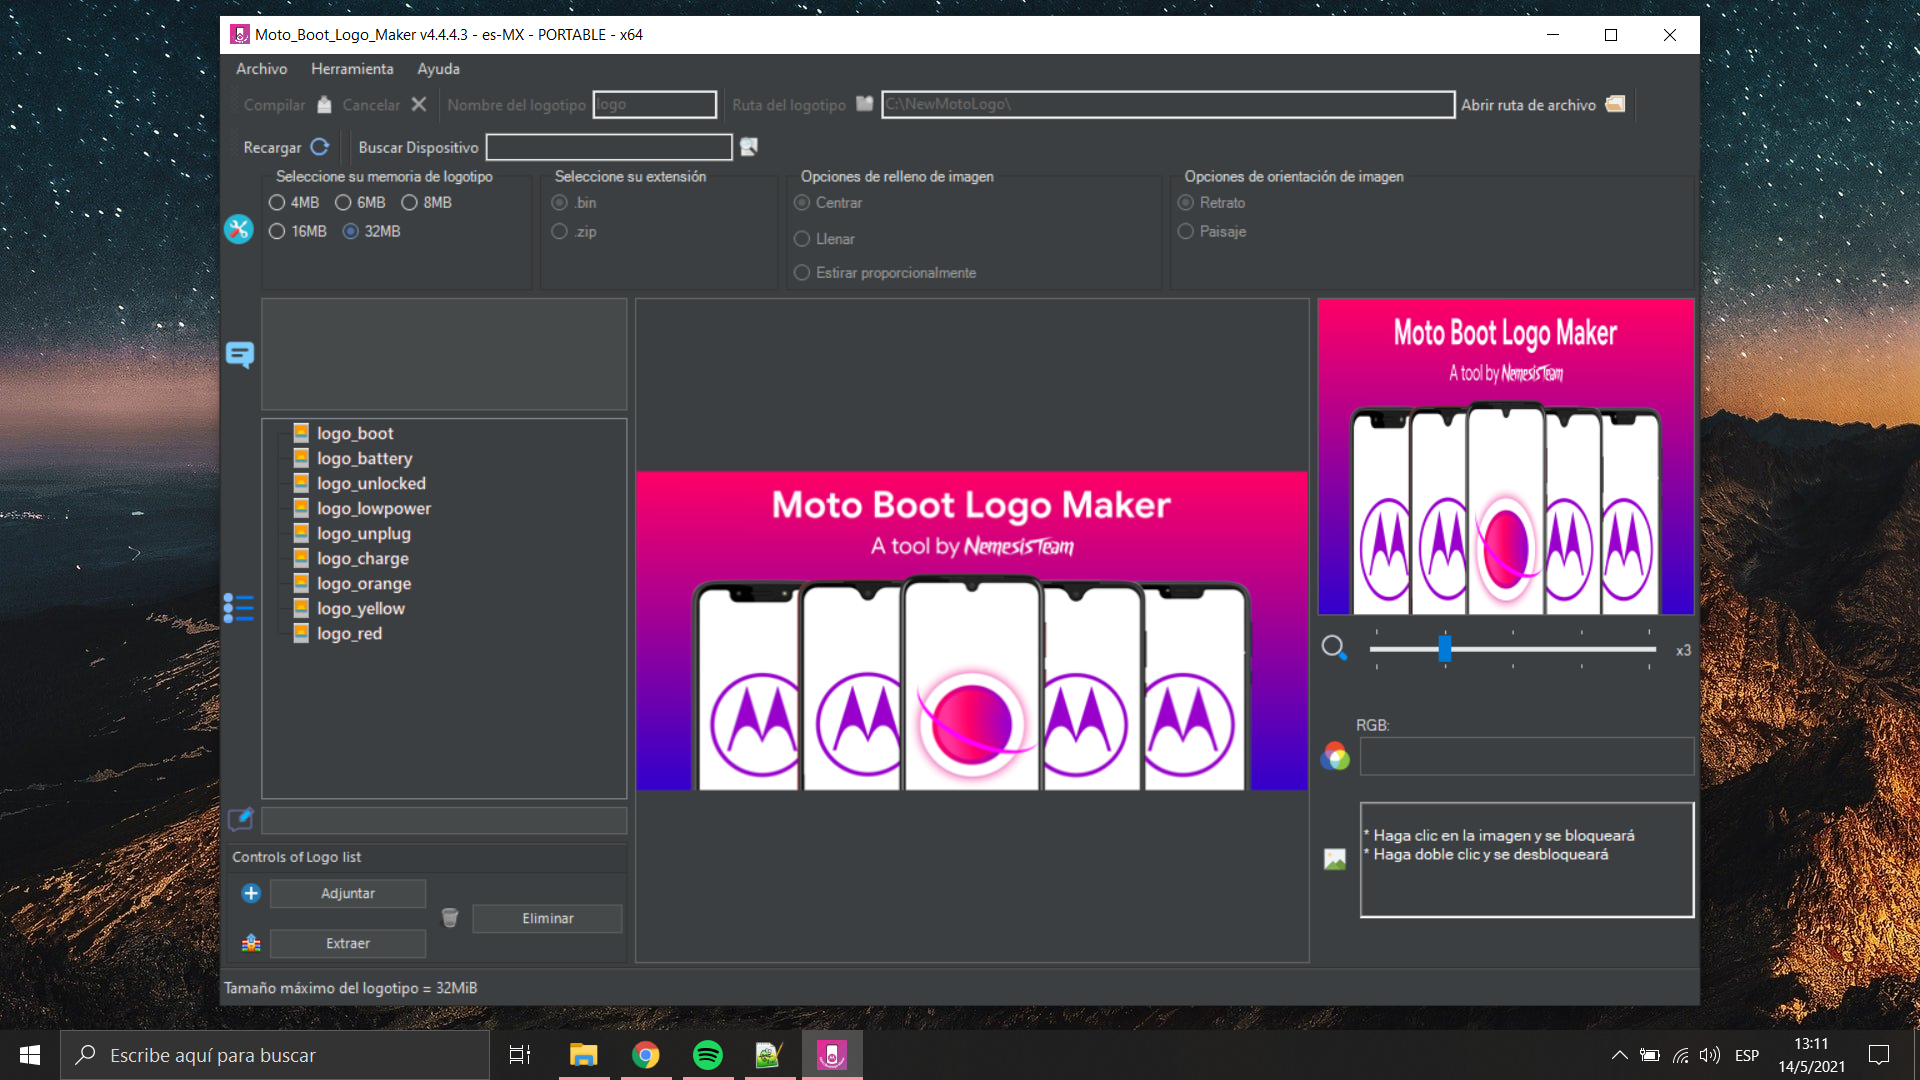 Moto_Boot_Logo_Maker v4.4.4.3 - es-MX - PORTABLE - x64
Archivo Herramienta Ayuda
Compilar Cancelar Nombre del logotipo logo Ruta del logotipo C:\NewMotoLogo\ Abrir ruta de archivo
Recargar Buscar Dispositivo
Seleccione su memoria de logotipo
4MB 6MB 8MB
16MB 32MB
Seleccione su extensión
.bin
.zip
Opciones de relleno de imagen
Centrar
Llenar
Estirar proporcionalmente
Opciones de orientación de imagen
Retrato
Paisaje
logo_boot
logo_battery
logo_unlocked
logo_lowpower
logo_unplug
logo_charge
logo_orange
logo_yellow
logo_red
Controls of Logo list
Adjuntar
Eliminar
Extraer
Moto Boot Logo Maker
A tool by NemesisTeam
Moto Boot Logo Maker
A tool by NemesisTeam
x3
RGB:
* Haga clic en la imagen y se bloqueará
* Haga doble clic y se desbloqueará
Tamaño máximo del logotipo = 32MiB
Escribe aquí para buscar
ESP
13:11
14/5/2021